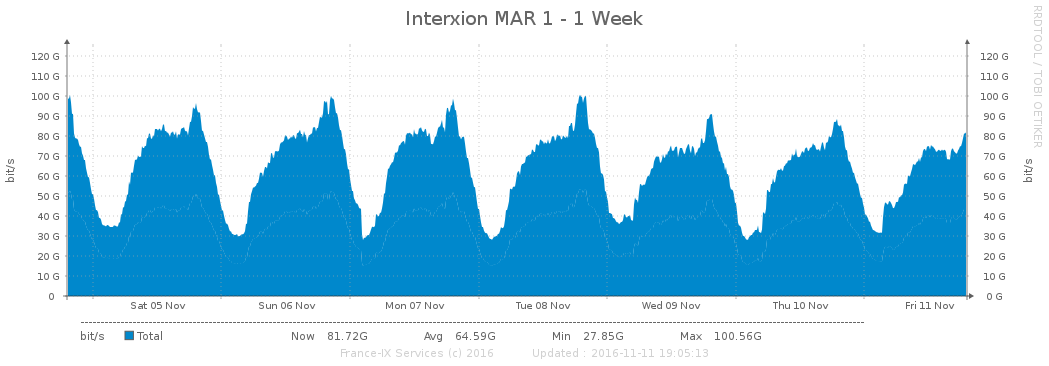 Interxion MAR 1 - 1 Week
RRDTOOL / TOBI OETIKER
120 G 120 G
110 G 110 G
100 G 100 G
90 G 90 G
80 G 80 G
70 G 70 G
60 G 60 G
50 G 50 G
40 G 40 G
30 G 30 G
20 G 20 G
10 G 10 G
0 0 G
bit/s
bit/s
Sat 05 Nov Sun 06 Nov Mon 07 Nov Tue 08 Nov Wed 09 Nov Thu 10 Nov Fri 11 Nov
bit/s Total Now 81.72G Avg 64.59G Min 27.85G Max 100.56G
France-IX Services (c) 2016 Updated : 2016-11-11 19:05:13